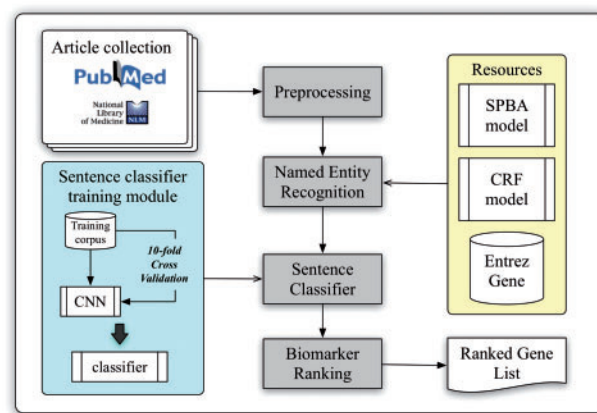 Article collection
PubMed
National
Library
of Medicine
NLM
Preprocessing
Resources
SPBA
model
CRF
model
Entrez
Gene
Named Entity
Recognition
Sentence classifier
training module
Training
corpus
10-fold
Cross
Validation
CNN
classifier
Sentence
Classifier
Biomarker
Ranking
Ranked Gene
List